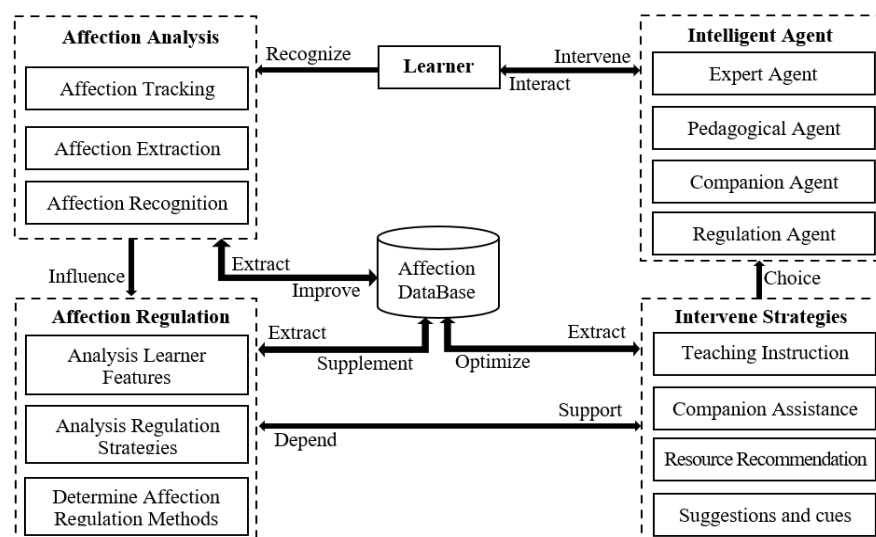 Affection Analysis
Affection Tracking
Affection Extraction
Affection Recognition
Recognize
Learner
Intervene
Interact
Intelligent Agent
Expert Agent
Pedagogical Agent
Companion Agent
Regulation Agent
Influence
Extract
Improve
Affection
DataBase
Choice
Affection Regulation
Analysis Learner
Features
Analysis Regulation
Strategies
Determine Affection
Regulation Methods
Extract
Supplement
Optimize
Extract
Support
Depend
Intervene Strategies
Teaching Instruction
Companion Assistance
Resource Recommendation
Suggestions and cues